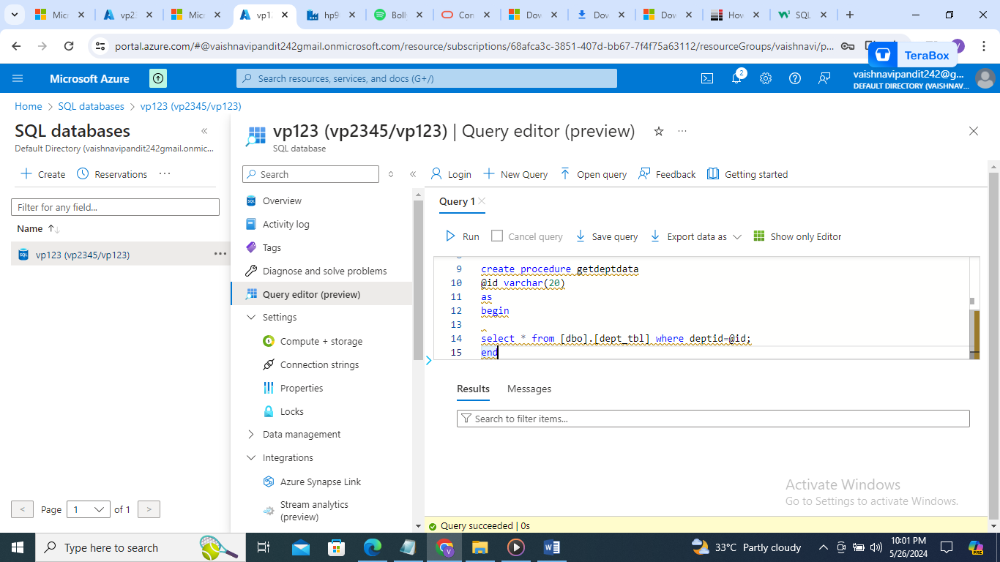 Micr
vp2
Micr
vp12
hp9
Boll
Con
Dow
Dow
Dow
How
SQL
portal.azure.com/#@vaishnavipandit242gmail.onmicrosoft.com/resource/subscriptions/68afca3c-3851-407d-bb67-7f4f75a63112/resourceGroups/vaishnavi/p...
TeraBox
Microsoft Azure
Search resources, services, and docs (G+/)
2
vaishnavipandit242@g...
DEFAULT DIRECTORY (VAISHNAV...
Home > SQL databases > vp123 (vp2345/vp123)
SQL databases
Default Directory (vaishnavipandit242gmail.onmic...
Create
Reservations
Filter for any field...
Name
vp123 (vp2345/vp123)
< Page 1 of 1 >
vp123 (vp2345/vp123) | Query editor (preview)
SQL database
Search
Overview
Activity log
Tags
Diagnose and solve problems
Query editor (preview)
Settings
Compute + storage
Connection strings
Properties
Locks
Data management
Integrations
Azure Synapse Link
Stream analytics
(preview)
Login
New Query
Open query
Feedback
Getting started
Query 1
Run
Cancel query
Save query
Export data as
Show only Editor
9 create procedure getdeptdata
10 @id varchar(20)
11 as
12 begin
13
14 select * from [dbo].[dept_tbl] where deptid=@id;
15 end
Results
Messages
Search to filter items...
Activate Windows
Go to Settings to activate Windows.
Query succeeded | 0s
Type here to search
33°C Partly cloudy
10:01 PM
5/26/2024